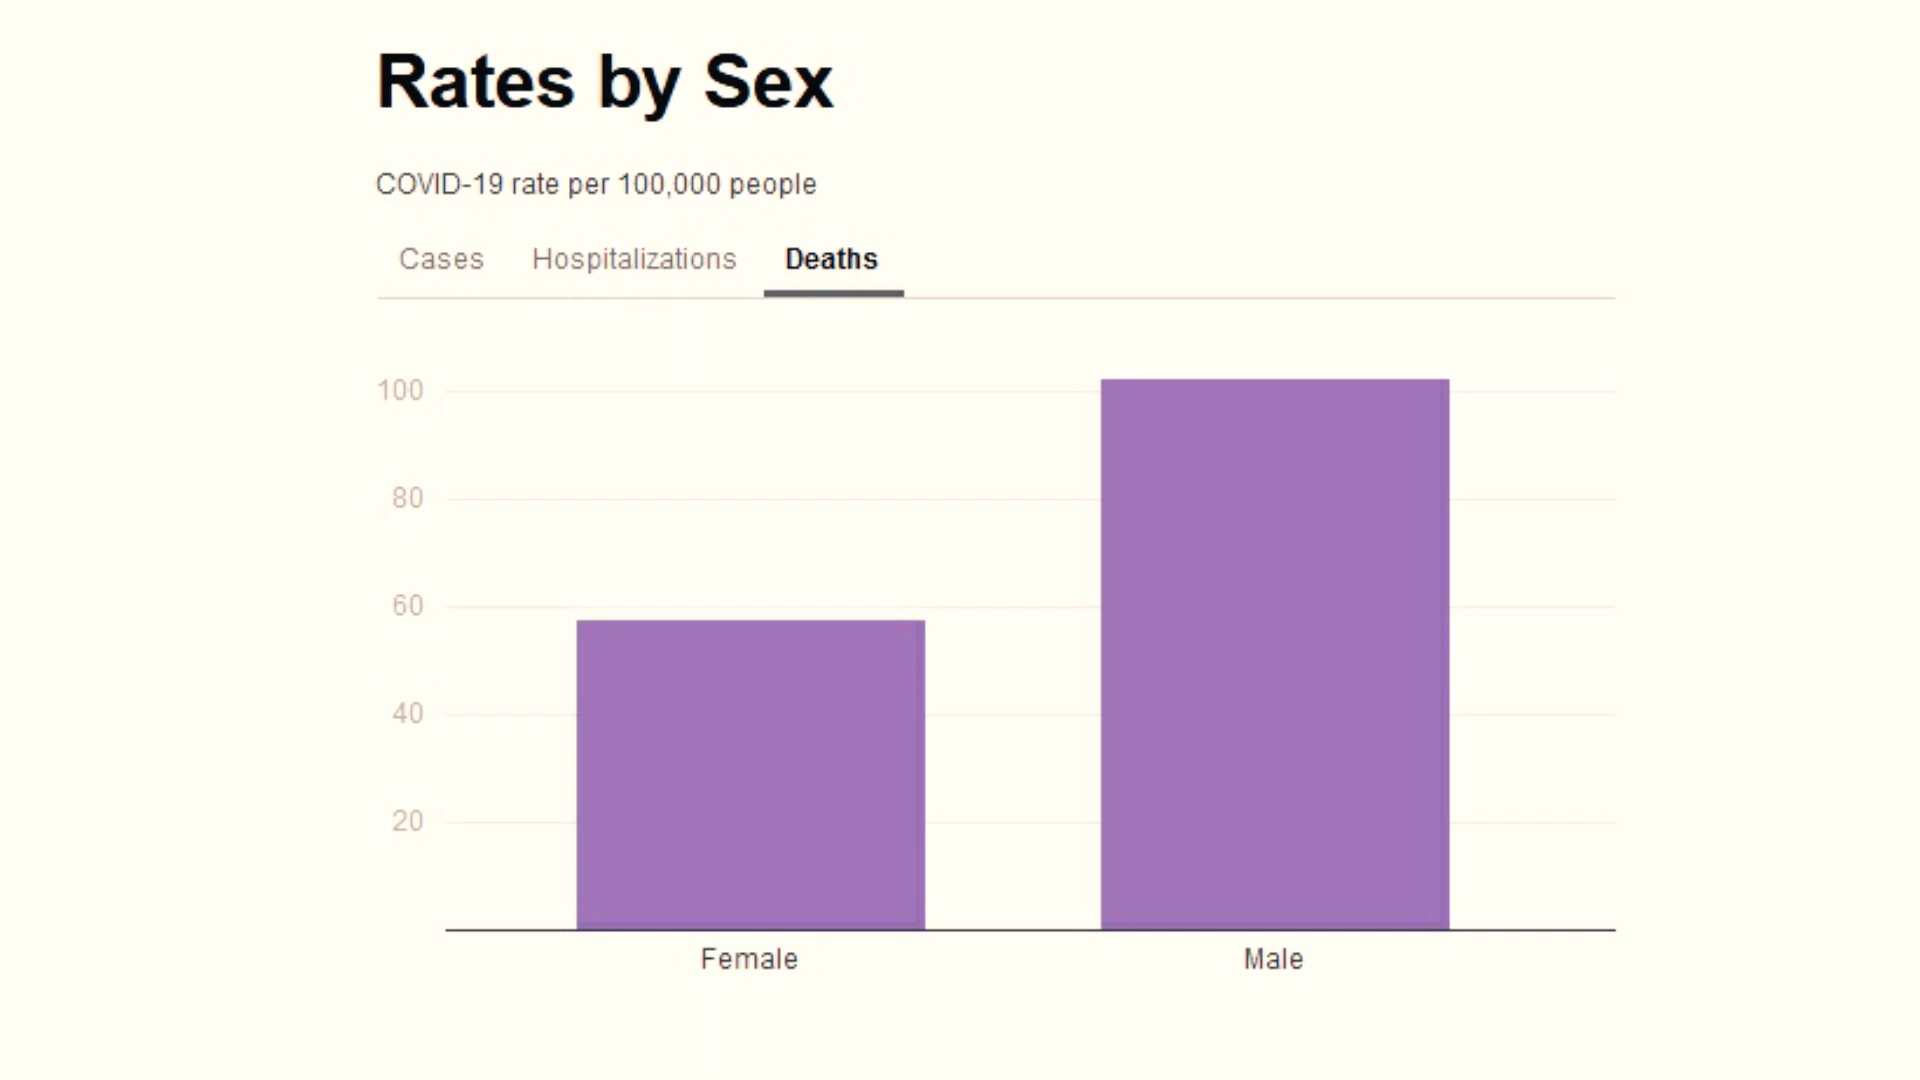 Rates by Sex
COVID-19 rate per 100,000 people
Cases Hospitalizations Deaths
100
80
60
40
20
Female Male